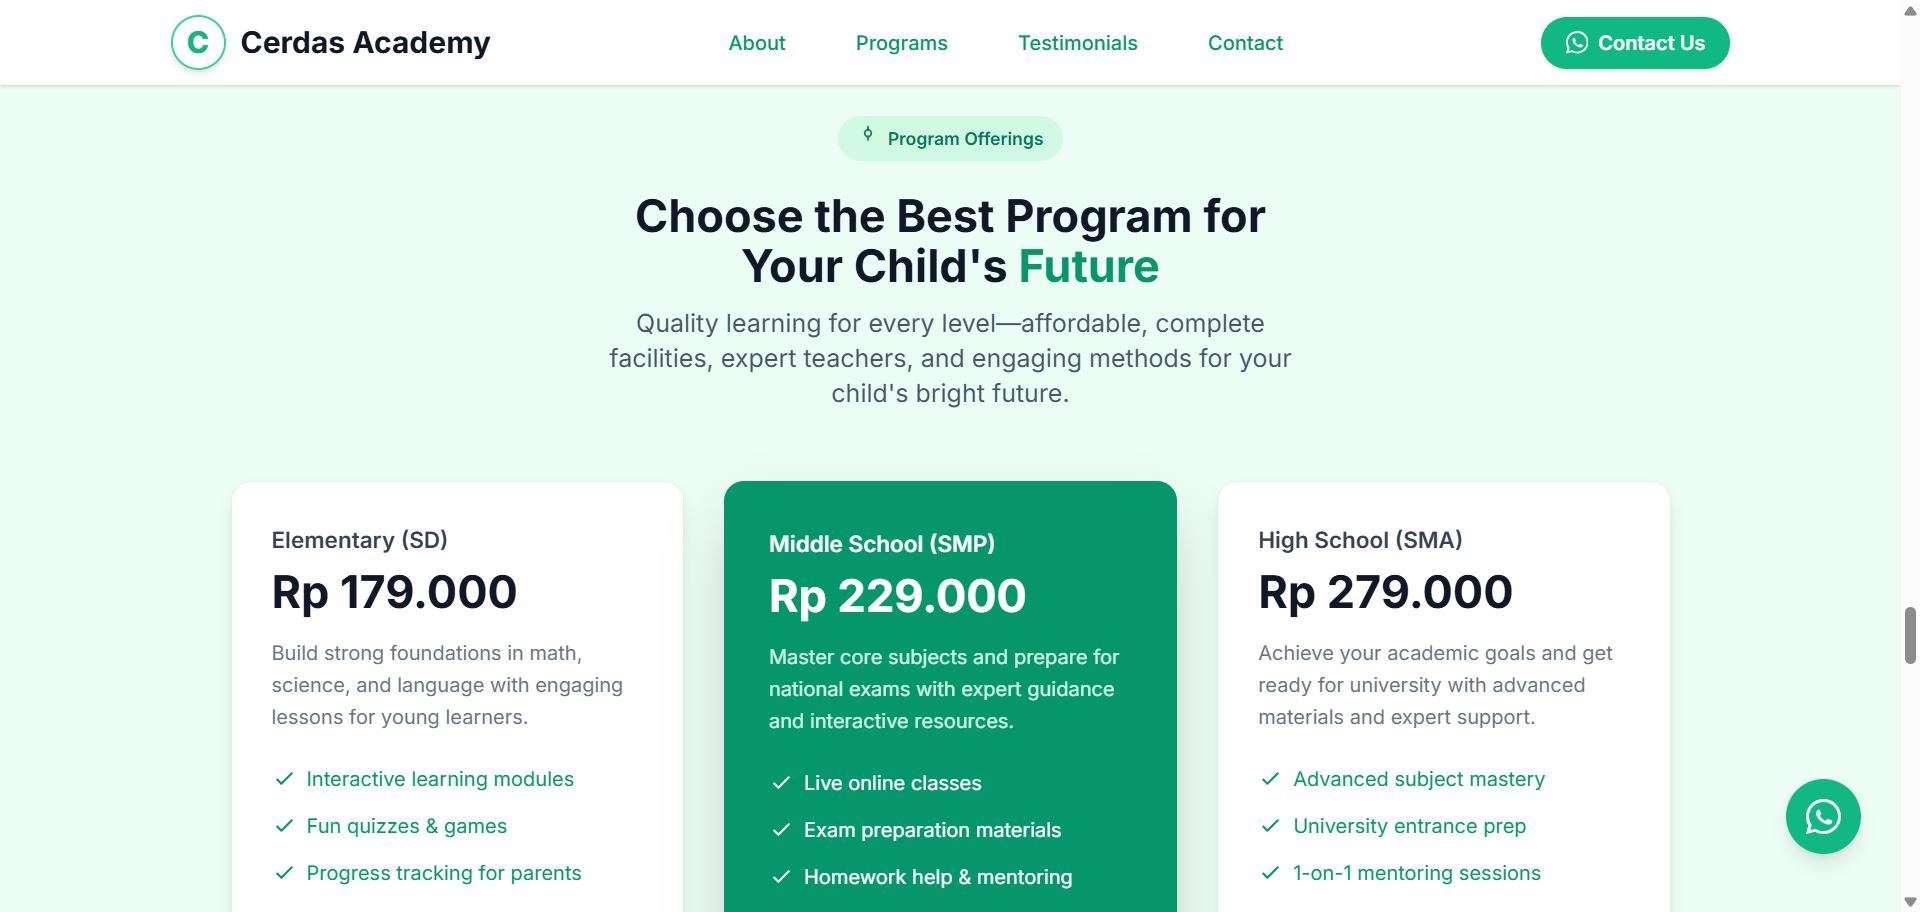 C Cerdas Academy
About
Programs
Testimonials
Contact
Contact Us
Program Offerings
Choose the Best Program for
Your Child's Future
Quality learning for every level—affordable, complete
facilities, expert teachers, and engaging methods for your
child's bright future.
Elementary (SD)
Rp 179.000
Build strong foundations in math,
science, and language with engaging
lessons for young learners.
Interactive learning modules
Fun quizzes & games
Progress tracking for parents
Middle School (SMP)
Rp 229.000
Master core subjects and prepare for
national exams with expert guidance
and interactive resources.
Live online classes
Exam preparation materials
Homework help & mentoring
High School (SMA)
Rp 279.000
Achieve your academic goals and get
ready for university with advanced
materials and expert support.
Advanced subject mastery
University entrance prep
1-on-1 mentoring sessions